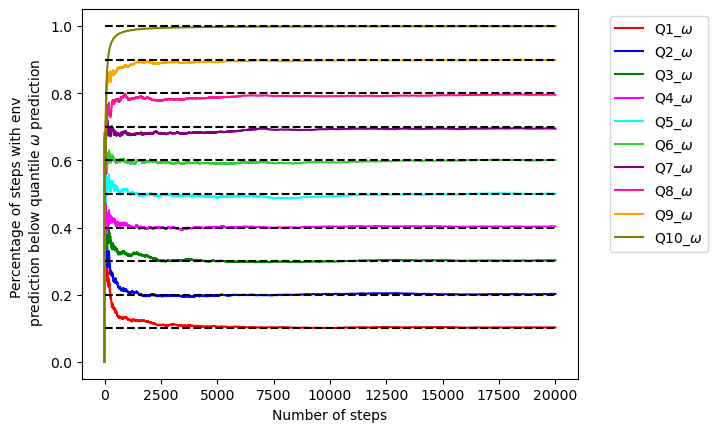 Percentage of steps with env
prediction below quantile ω prediction
1.0
0.8
0.6
0.4
0.2
0.0
0
2500
5000
7500
10000
12500
15000
17500
20000
Number of steps
Q1_ω
Q2_ω
Q3_ω
Q4_ω
Q5_ω
Q6_ω
Q7_ω
Q8_ω
Q9_ω
Q10_ω